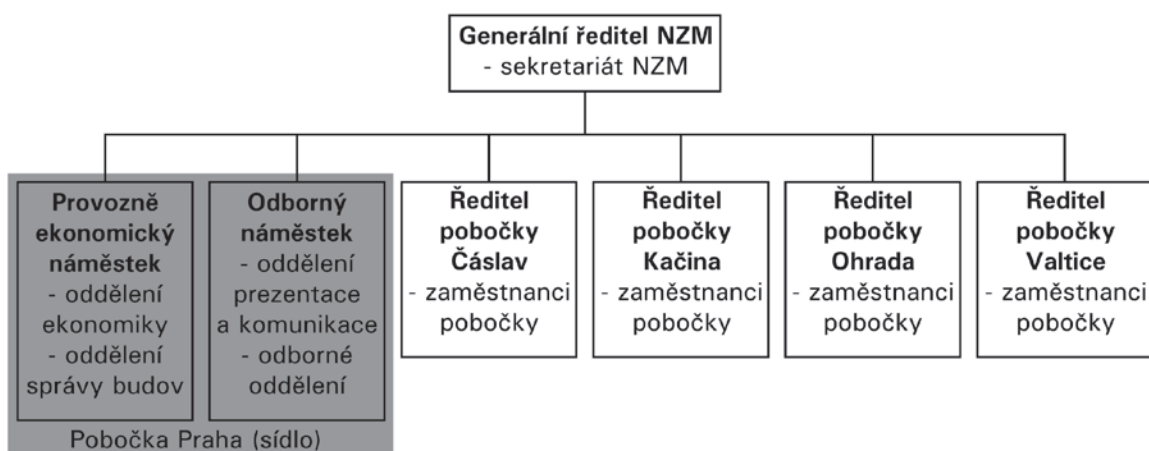 Generální ředitel NZM
- sekretariát NZM
Provozně
ekonomický
náměstek
- oddělení
ekonomiky
- oddělení
správy budov
Odborný
náměstek
- oddělení
prezentace
a komunikace
- odborné
oddělení
Ředitel
pobočky
Čáslav
- zaměstnanci
pobočky
Ředitel
pobočky
Kačina
- zaměstnanci
pobočky
Ředitel
pobočky
Ohrada
- zaměstnanci
pobočky
Ředitel
pobočky
Valtice
- zaměstnanci
pobočky
Pobočka Praha (sídlo)